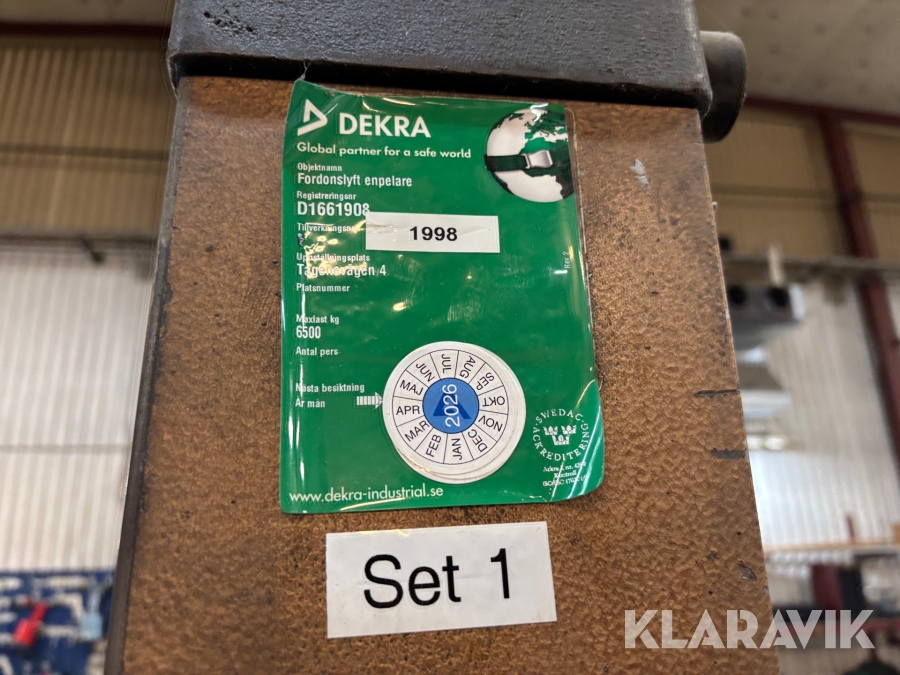 DEKRA
Global partner for a safe world
Objektnamn
Fordonslyft enpelare
Registreringsnr
D1661908
1998
Uppställningsplats
4
Platsnummer
Maxlast kg
6500
Antal pers
Nästa besiktning
År mån
JAN FEB MAR APR MAJ JUN JUL AUG SEP OKT NOV DEC
2026
SWEDAC
ACKREDITERING
www.dekra-industrial.se
Set 1
KLARAVIK